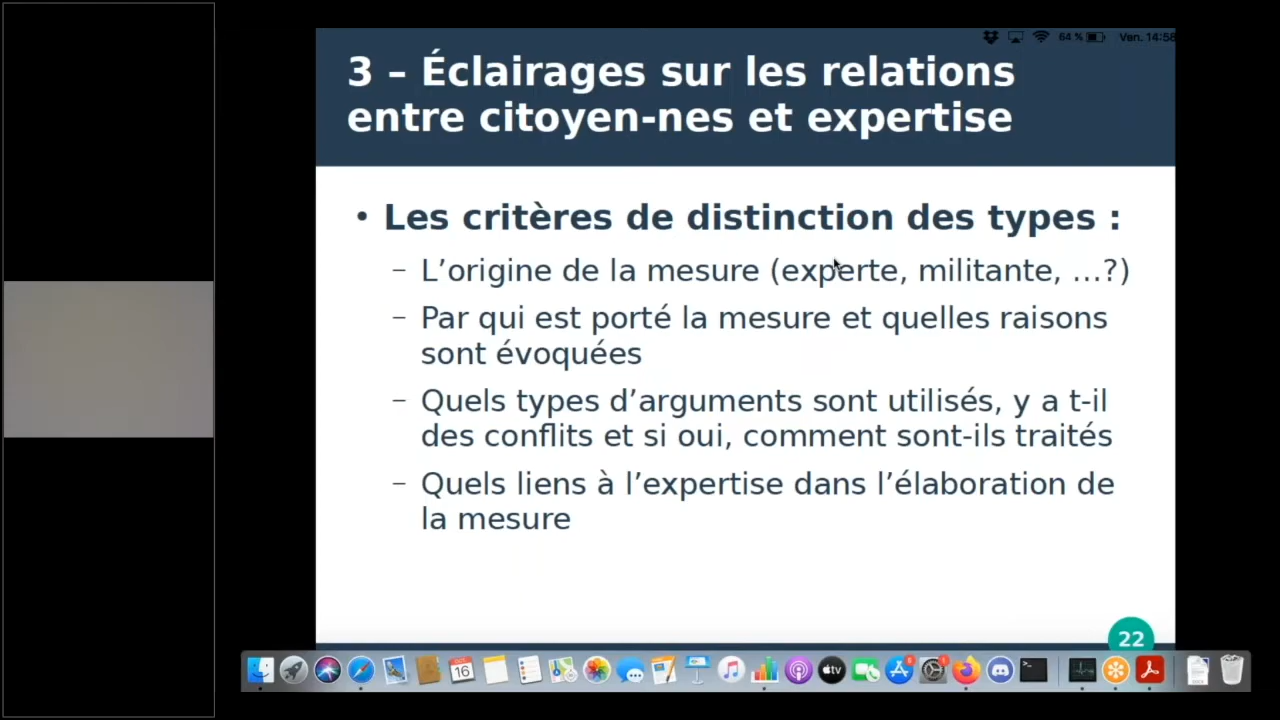 64 % Ven. 14:58
3 – Éclairages sur les relations
entre citoyen-nes et expertise
• Les critères de distinction des types :
– L’origine de la mesure (experte, militante, …?)
– Par qui est porté la mesure et quelles raisons
sont évoquées
– Quels types d’arguments sont utilisés, y a t-il
des conflits et si oui, comment sont-ils traités
– Quels liens à l’expertise dans l’élaboration de
la mesure
22
16
tv